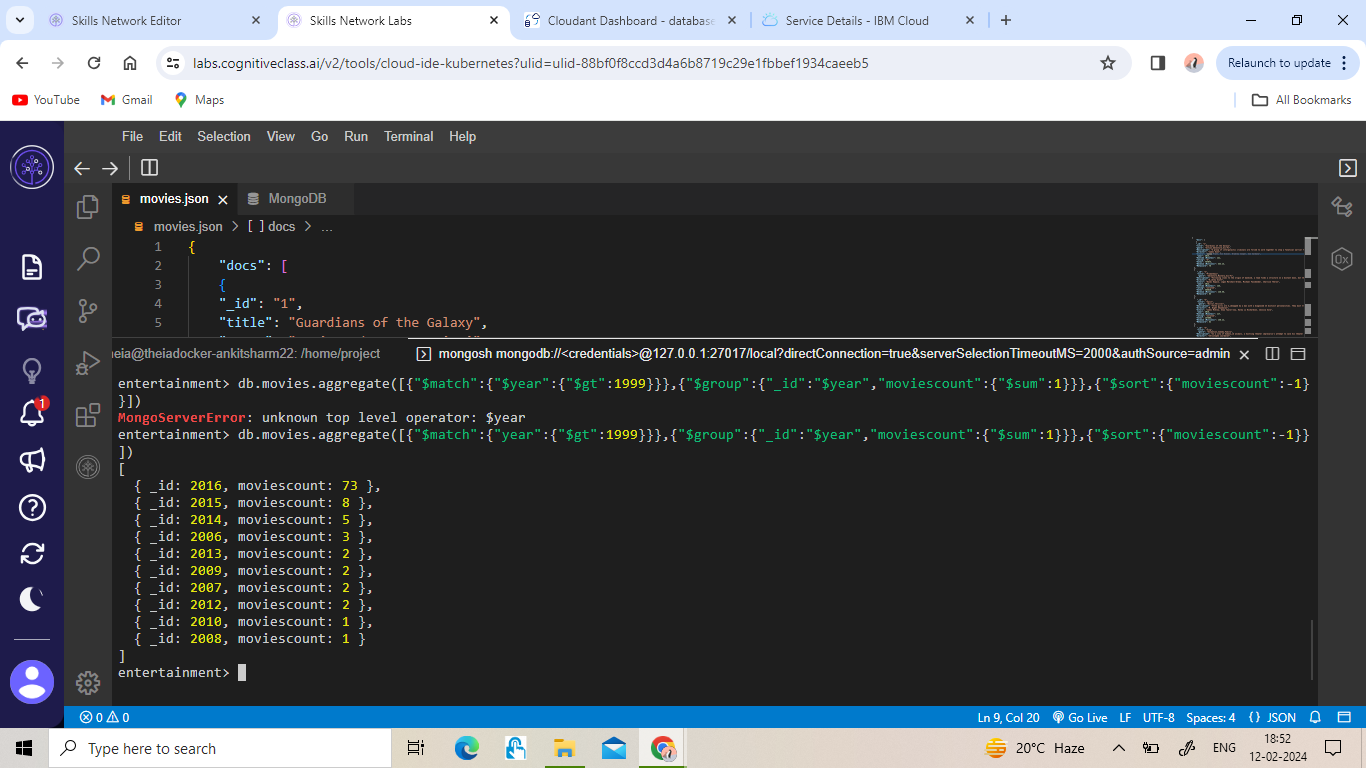 Skills Network Editor
Skills Network Labs
Cloudant Dashboard - database
Service Details - IBM Cloud
labs.cognitiveclass.ai/v2/tools/cloud-ide-kubernetes?ulid=ulid-88bf0f8ccd3d4a6b8719c29e1fbbef1934caeeb5
Relaunch to update
YouTube Gmail Maps
All Bookmarks
File Edit Selection View Go Run Terminal Help
movies.json MongoDB
movies.json > [ ] docs > ...
1 {
2 "docs": [
3 {
4 "_id": "1",
5 "title": "Guardians of the Galaxy",
heia@theiadocker-ankitsharm22: /home/project
mongosh mongodb://<credentials>@127.0.0.1:27017/local?directConnection=true&serverSelectionTimeoutMS=2000&authSource=admin
entertainment> db.movies.aggregate([{"$match":{"$year":{"$gt":1999}}},{"$group":{"_id":"$year","moviescount":{"$sum":1}}},{"$sort":{"moviescount":-1}
}])
MongoServerError: unknown top level operator: $year
entertainment> db.movies.aggregate([{"$match":{"year":{"$gt":1999}}},{"$group":{"_id":"$year","moviescount":{"$sum":1}}},{"$sort":{"moviescount":-1}}
])
[
{ _id: 2016, moviescount: 73 },
{ _id: 2015, moviescount: 8 },
{ _id: 2014, moviescount: 5 },
{ _id: 2006, moviescount: 3 },
{ _id: 2013, moviescount: 2 },
{ _id: 2009, moviescount: 2 },
{ _id: 2007, moviescount: 2 },
{ _id: 2012, moviescount: 2 },
{ _id: 2010, moviescount: 1 },
{ _id: 2008, moviescount: 1 }
]
entertainment>
1
0 0
Ln 9, Col 20 Go Live LF UTF-8 Spaces: 4 {} JSON
Type here to search
20°C Haze
ENG
18:52
12-02-2024